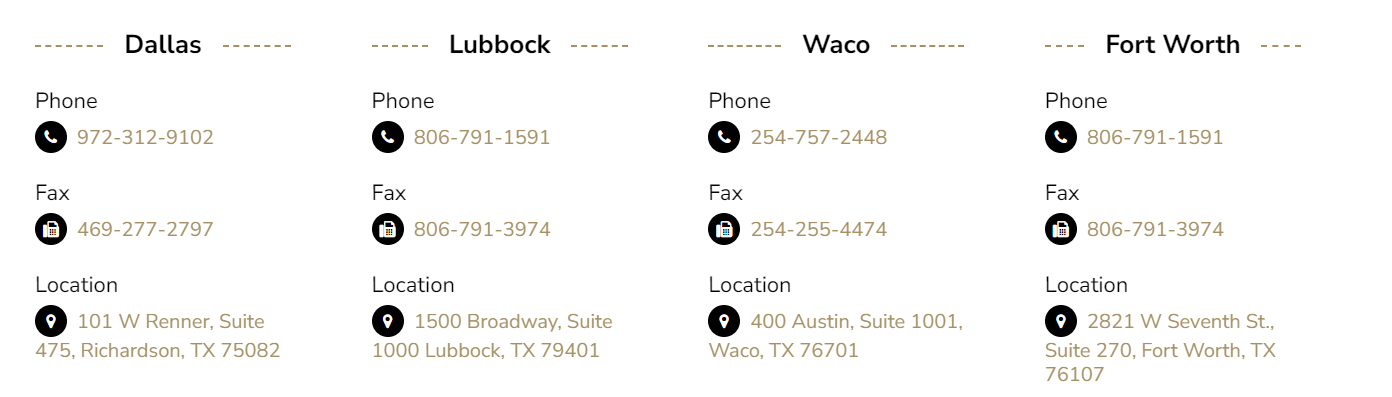 Dallas
Phone
972-312-9102
Fax
469-277-2797
Location
101 W Renner, Suite
475, Richardson, TX 75082
Lubbock
Phone
806-791-1591
Fax
806-791-3974
Location
1500 Broadway, Suite
1000 Lubbock, TX 79401
Waco
Phone
254-757-2448
Fax
254-255-4474
Location
400 Austin, Suite 1001,
Waco, TX 76701
Fort Worth
Phone
806-791-1591
Fax
806-791-3974
Location
2821 W Seventh St.,
Suite 270, Fort Worth, TX
76107